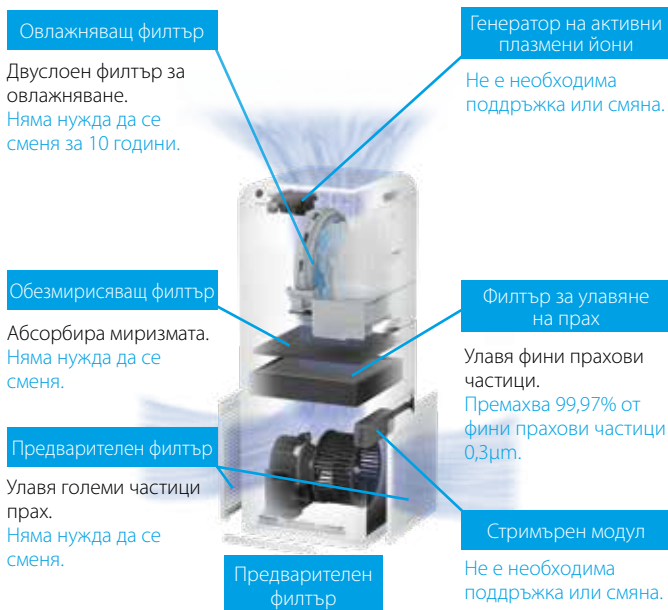 Овлажняващ филтър
Двуслоен филтър за
овлажняване.
Няма нужда да се
сменя за 10 години.
Генератор на активни
плазмени йони
Не е необходима
поддръжка или смяна.
Обезмирисяващ филтър
Абсорбира миризмата.
Няма нужда да се
сменя.
Филтър за улавяне
на прах
Улавя фини прахови
частици.
Премахва 99,97% от
фини прахови частици
0,3µm.
Предварителен филтър
Улавя големи частици
прах.
Няма нужда да се
сменя.
Стримърен модул
Не е необходима
поддръжка или смяна.
Предварителен
филтър